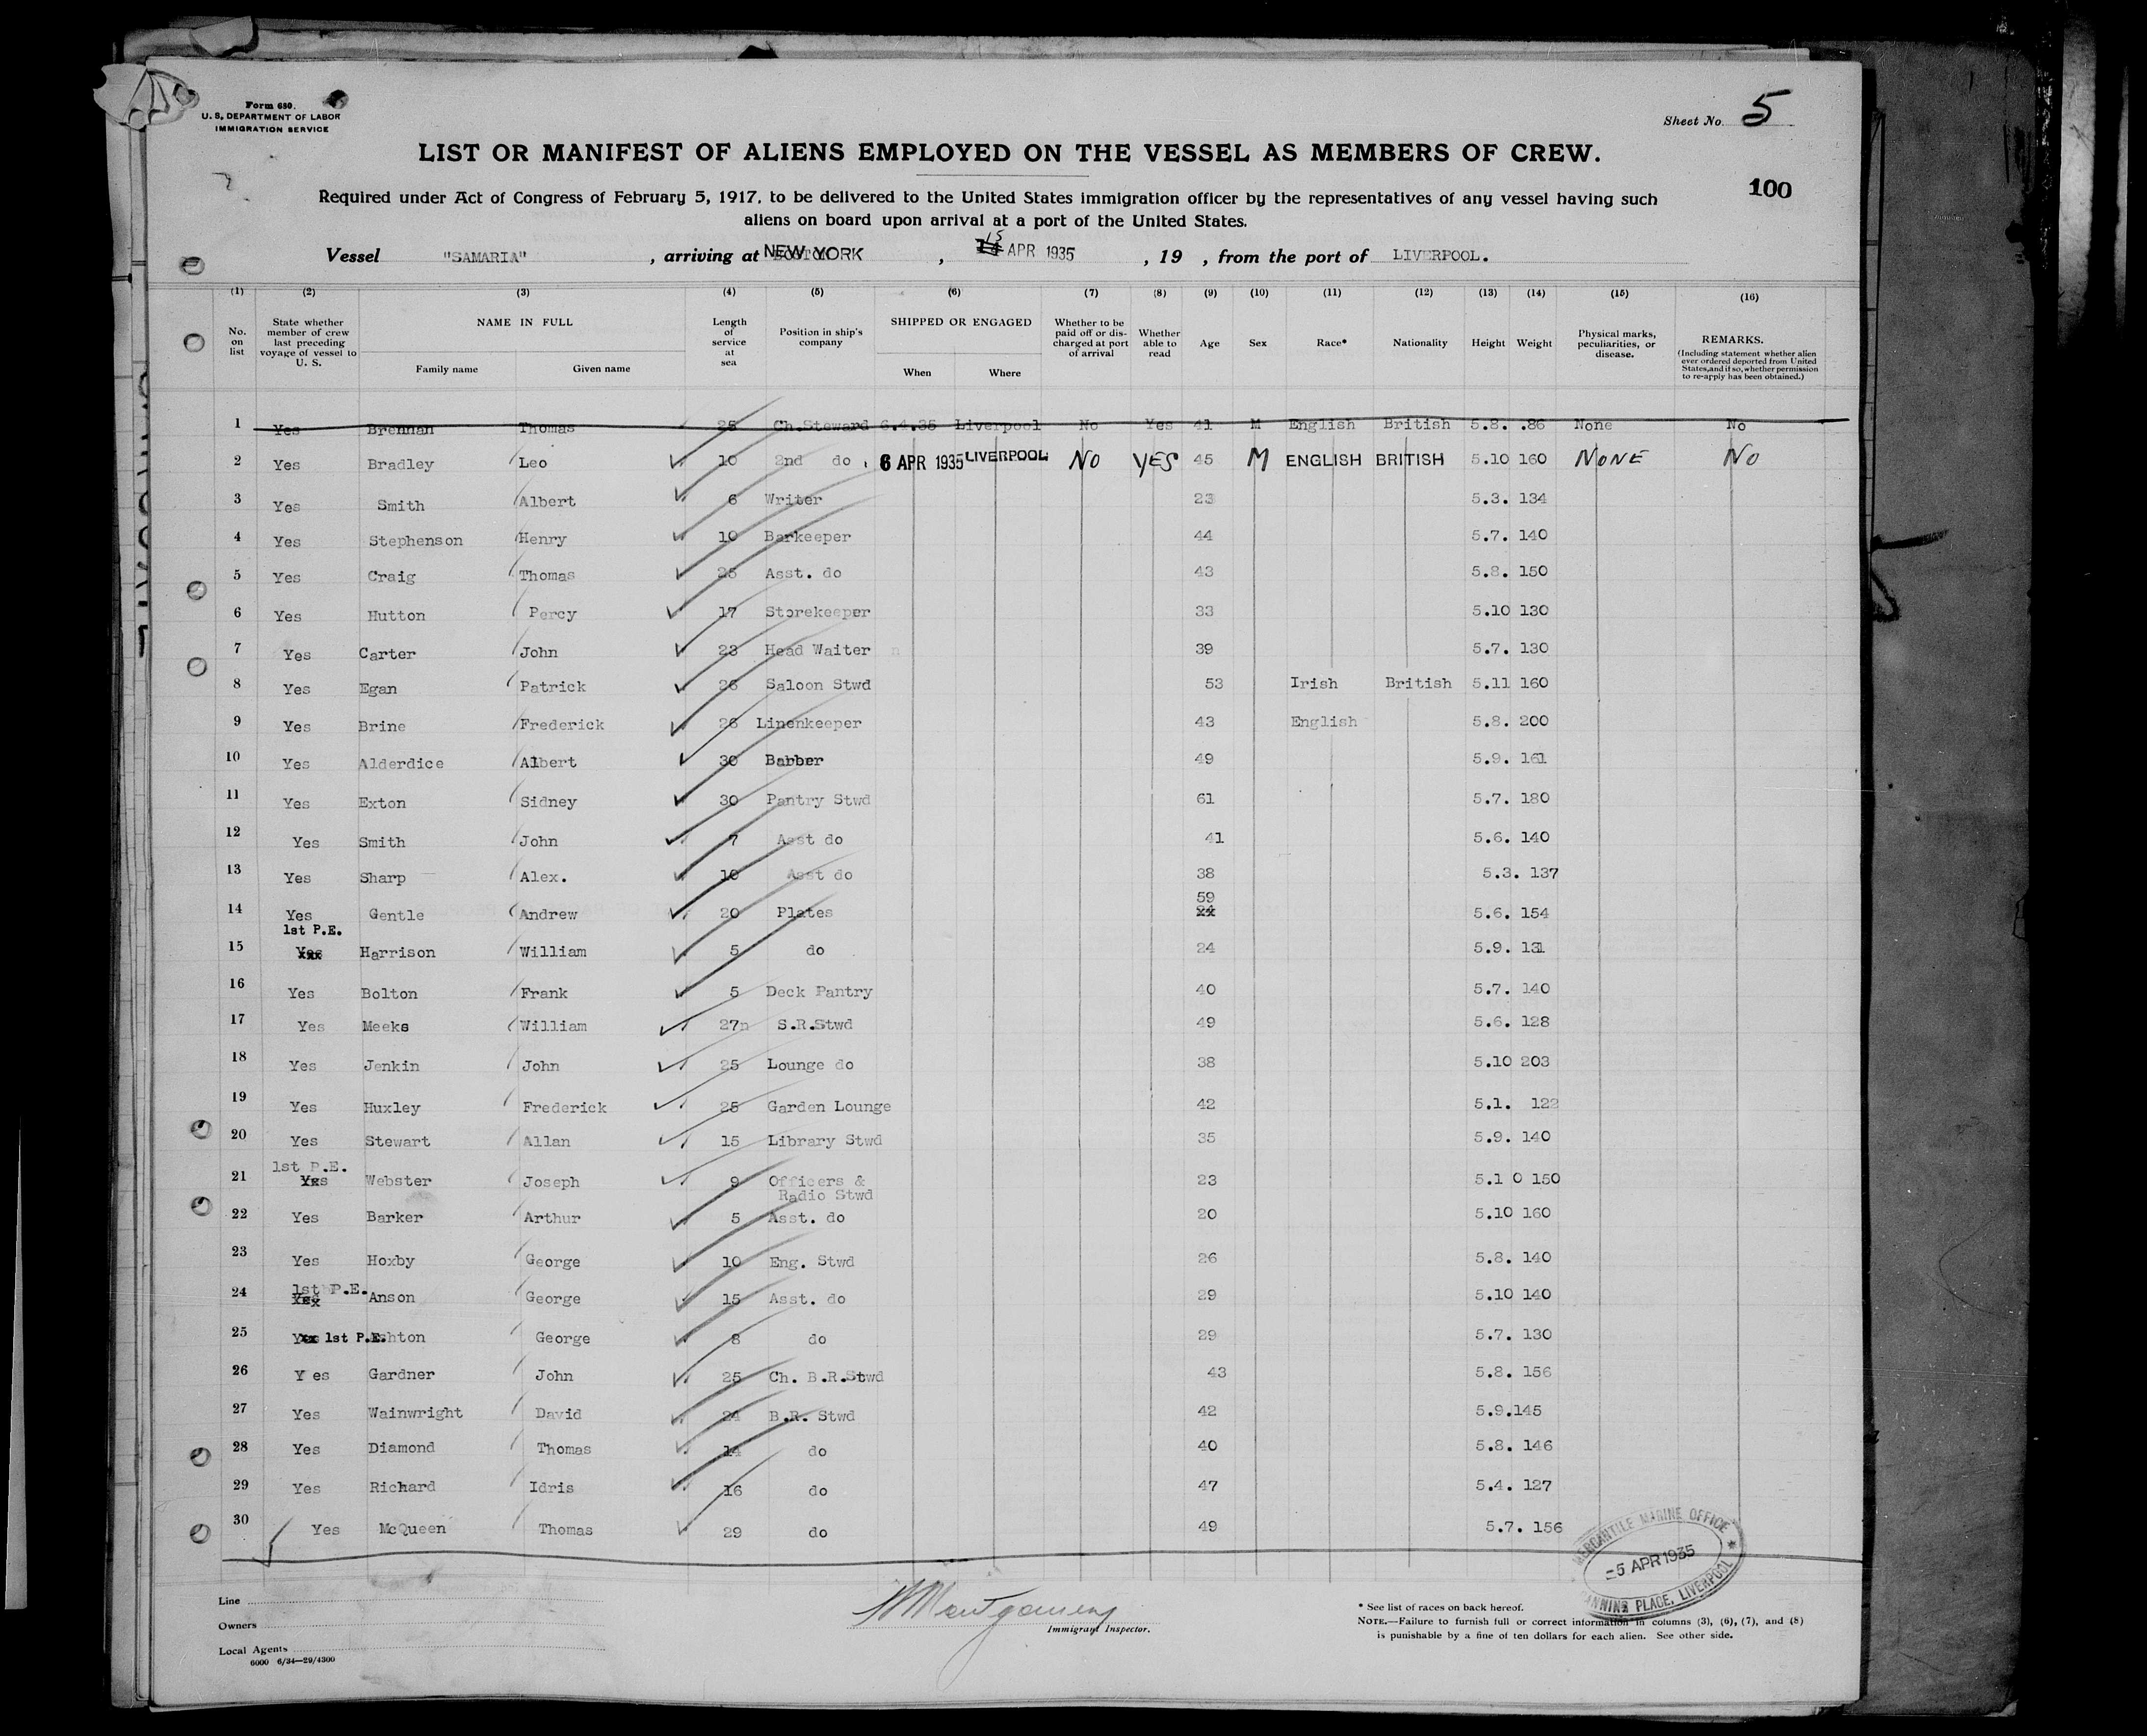 Form 680.
U. S. DEPARTMENT OF LABOR
IMMIGRATION SERVICE
Sheet No. 5
LIST OR MANIFEST OF ALIENS EMPLOYED ON THE VESSEL AS MEMBERS OF CREW.
100
Required under Act of Congress of February 5, 1917, to be delivered to the United States immigration officer by the representatives of any vessel having such
aliens on board upon arrival at a port of the United States.
Vessel "SAMARIA" , arriving at NEW YORK , 15 APR 1935 , 19 , from the port of LIVERPOOL.
(1) (2) (3) (4) (5) (6) (7) (8) (9) (10) (11) (12) (13) (14) (15) (16)
No. on list State whether member of crew last preceding voyage of vessel to U. S. NAME IN FULL Family name Given name Length of service at sea Position in ship's company SHIPPED OR ENGAGED When Where Whether to be paid off or discharged at port of arrival Whether able to read Age Sex Race* Nationality Height Weight Physical marks, peculiarities, or disease. REMARKS. (Including statement whether alien ever ordered deported from United States, and if so, whether permission to re-apply has been obtained.)
1 Yes Brennan Thomas 25 Ch.Steward 6.4.35 Liverpool No Yes 41 M English British 5.8. .86 None No
2 Yes Bradley Leo 10 2nd do 6 APR 1935 LIVERPOOL NO YES 45 M ENGLISH BRITISH 5.10 160 NONE NO
3 Yes Smith Albert 6 Writer 23 5.3. 134
4 Yes Stephenson Henry 10 Barkeeper 44 5.7. 140
5 Yes Craig Thomas 25 Asst. do 43 5.8. 150
6 Yes Hutton Percy 17 Storekeeper 33 5.10 130
7 Yes Carter John 23 Head Waiter 39 5.7. 130
8 Yes Egan Patrick 26 Saloon Stwd 53 Irish British 5.11 160
9 Yes Brine Frederick 26 Linenkeeper 43 English 5.8. 200
10 Yes Alderdice Albert 30 Barber 49 5.9. 161
11 Yes Exton Sidney 30 Pantry Stwd 61 5.7. 180
12 Yes Smith John 7 Asst do 41 5.6. 140
13 Yes Sharp Alex. 10 Asst do 38 5.3. 137
14 Yes Gentle Andrew 20 Plates 59 5.6. 154
15 1st P.E. Yes Harrison William 5 do 24 5.9. 131
16 Yes Bolton Frank 5 Deck Pantry 40 5.7. 140
17 Yes Meeks William 27n S.R.Stwd 49 5.6. 128
18 Yes Jenkin John 25 Lounge do 38 5.10 203
19 Yes Huxley Frederick 25 Garden Lounge 42 5.1. 122
20 Yes Stewart Allan 15 Library Stwd 35 5.9. 140
21 1st P.E. Yes Webster Joseph 9 Officers & Radio Stwd 23 5.1 0 150
22 Yes Barker Arthur 5 Asst. do 20 5.10 160
23 Yes Hoxby George 10 Eng. Stwd 26 5.8. 140
24 1st P.E. Yes Anson George 15 Asst. do 29 5.10 140
25 Yes 1st P.E. hton George 8 do 29 5.7. 130
26 Y es Gardner John 25 Ch. B.R.Stwd 43 5.8. 156
27 Yes Wainwright David 24 B.R. Stwd 42 5.9.145
28 Yes Diamond Thomas 14 do 40 5.8. 146
29 Yes Richard Idris 16 do 47 5.4. 127
30 Yes McQueen Thomas 29 do 49 5.7. 156
MERCANTILE MARINE OFFICE
-5 APR 1935
CANNING PLACE, LIVERPOOL
Line
Owners
Local Agents
6000 6/34—29/4300
Montgomery
Immigrant Inspector.
* See list of races on back hereof.
NOTE.—Failure to furnish full or correct information in columns (3), (6), (7), and (8)
is punishable by a fine of ten dollars for each alien. See other side.